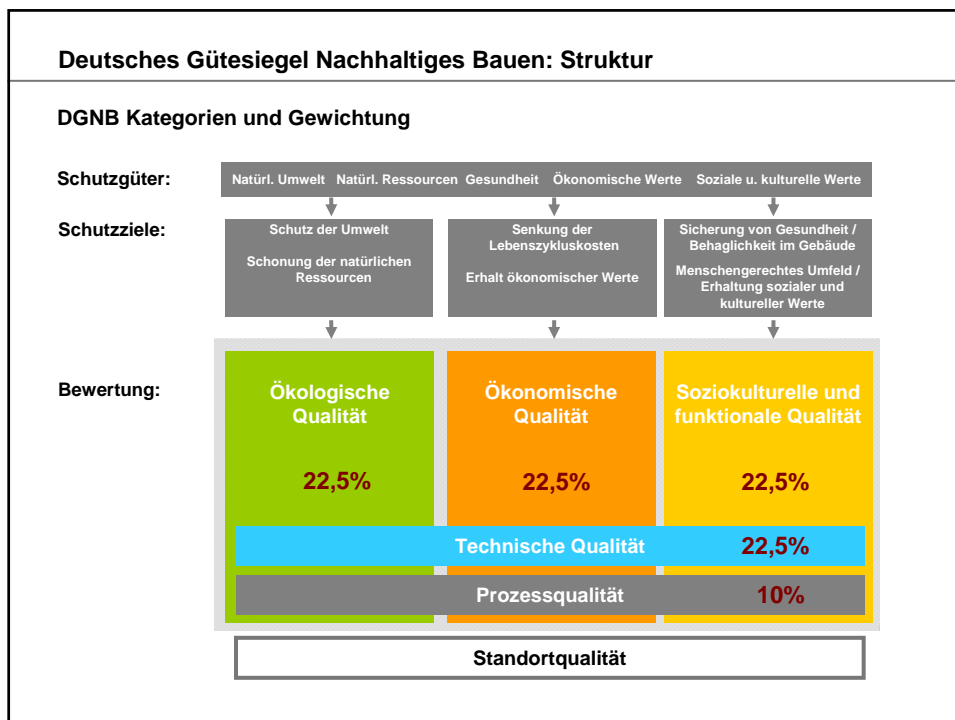 Deutsches Gütesiegel Nachhaltiges Bauen: Struktur
DGNB Kategorien und Gewichtung
Schutzgüter:
Natürl. Umwelt Natürl. Ressourcen Gesundheit Ökonomische Werte Soziale u. kulturelle Werte
Schutzziele:
Schutz der Umwelt
Schonung der natürlichen
Ressourcen
Senkung der
Lebenszykluskosten
Erhalt ökonomischer Werte
Sicherung von Gesundheit /
Behaglichkeit im Gebäude
Menschengerechtes Umfeld /
Erhaltung sozialer und
kultureller Werte
Bewertung:
Ökologische
Qualität
22,5%
Ökonomische
Qualität
22,5%
Soziokulturelle und
funktionale Qualität
22,5%
Technische Qualität 22,5%
Prozessqualität 10%
Standortqualität